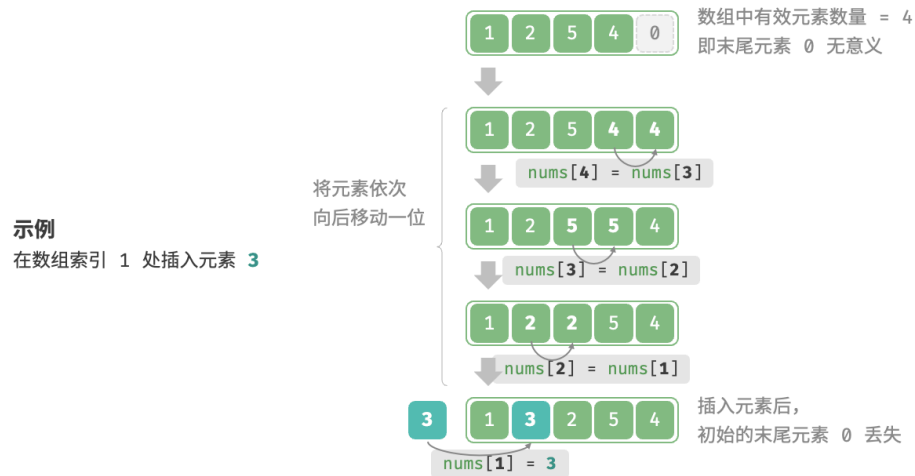 1 2 5 4 0
数组中有效元素数量 = 4
即末尾元素 0 无意义
1 2 5 4 4
nums[4] = nums[3]
将元素依次
向后移动一位
1 2 5 5 4
nums[3] = nums[2]
示例
在数组索引 1 处插入元素 3
1 2 2 5 4
nums[2] = nums[1]
3 1 3 2 5 4
插入元素后，
初始的末尾元素 0 丢失
nums[1] = 3